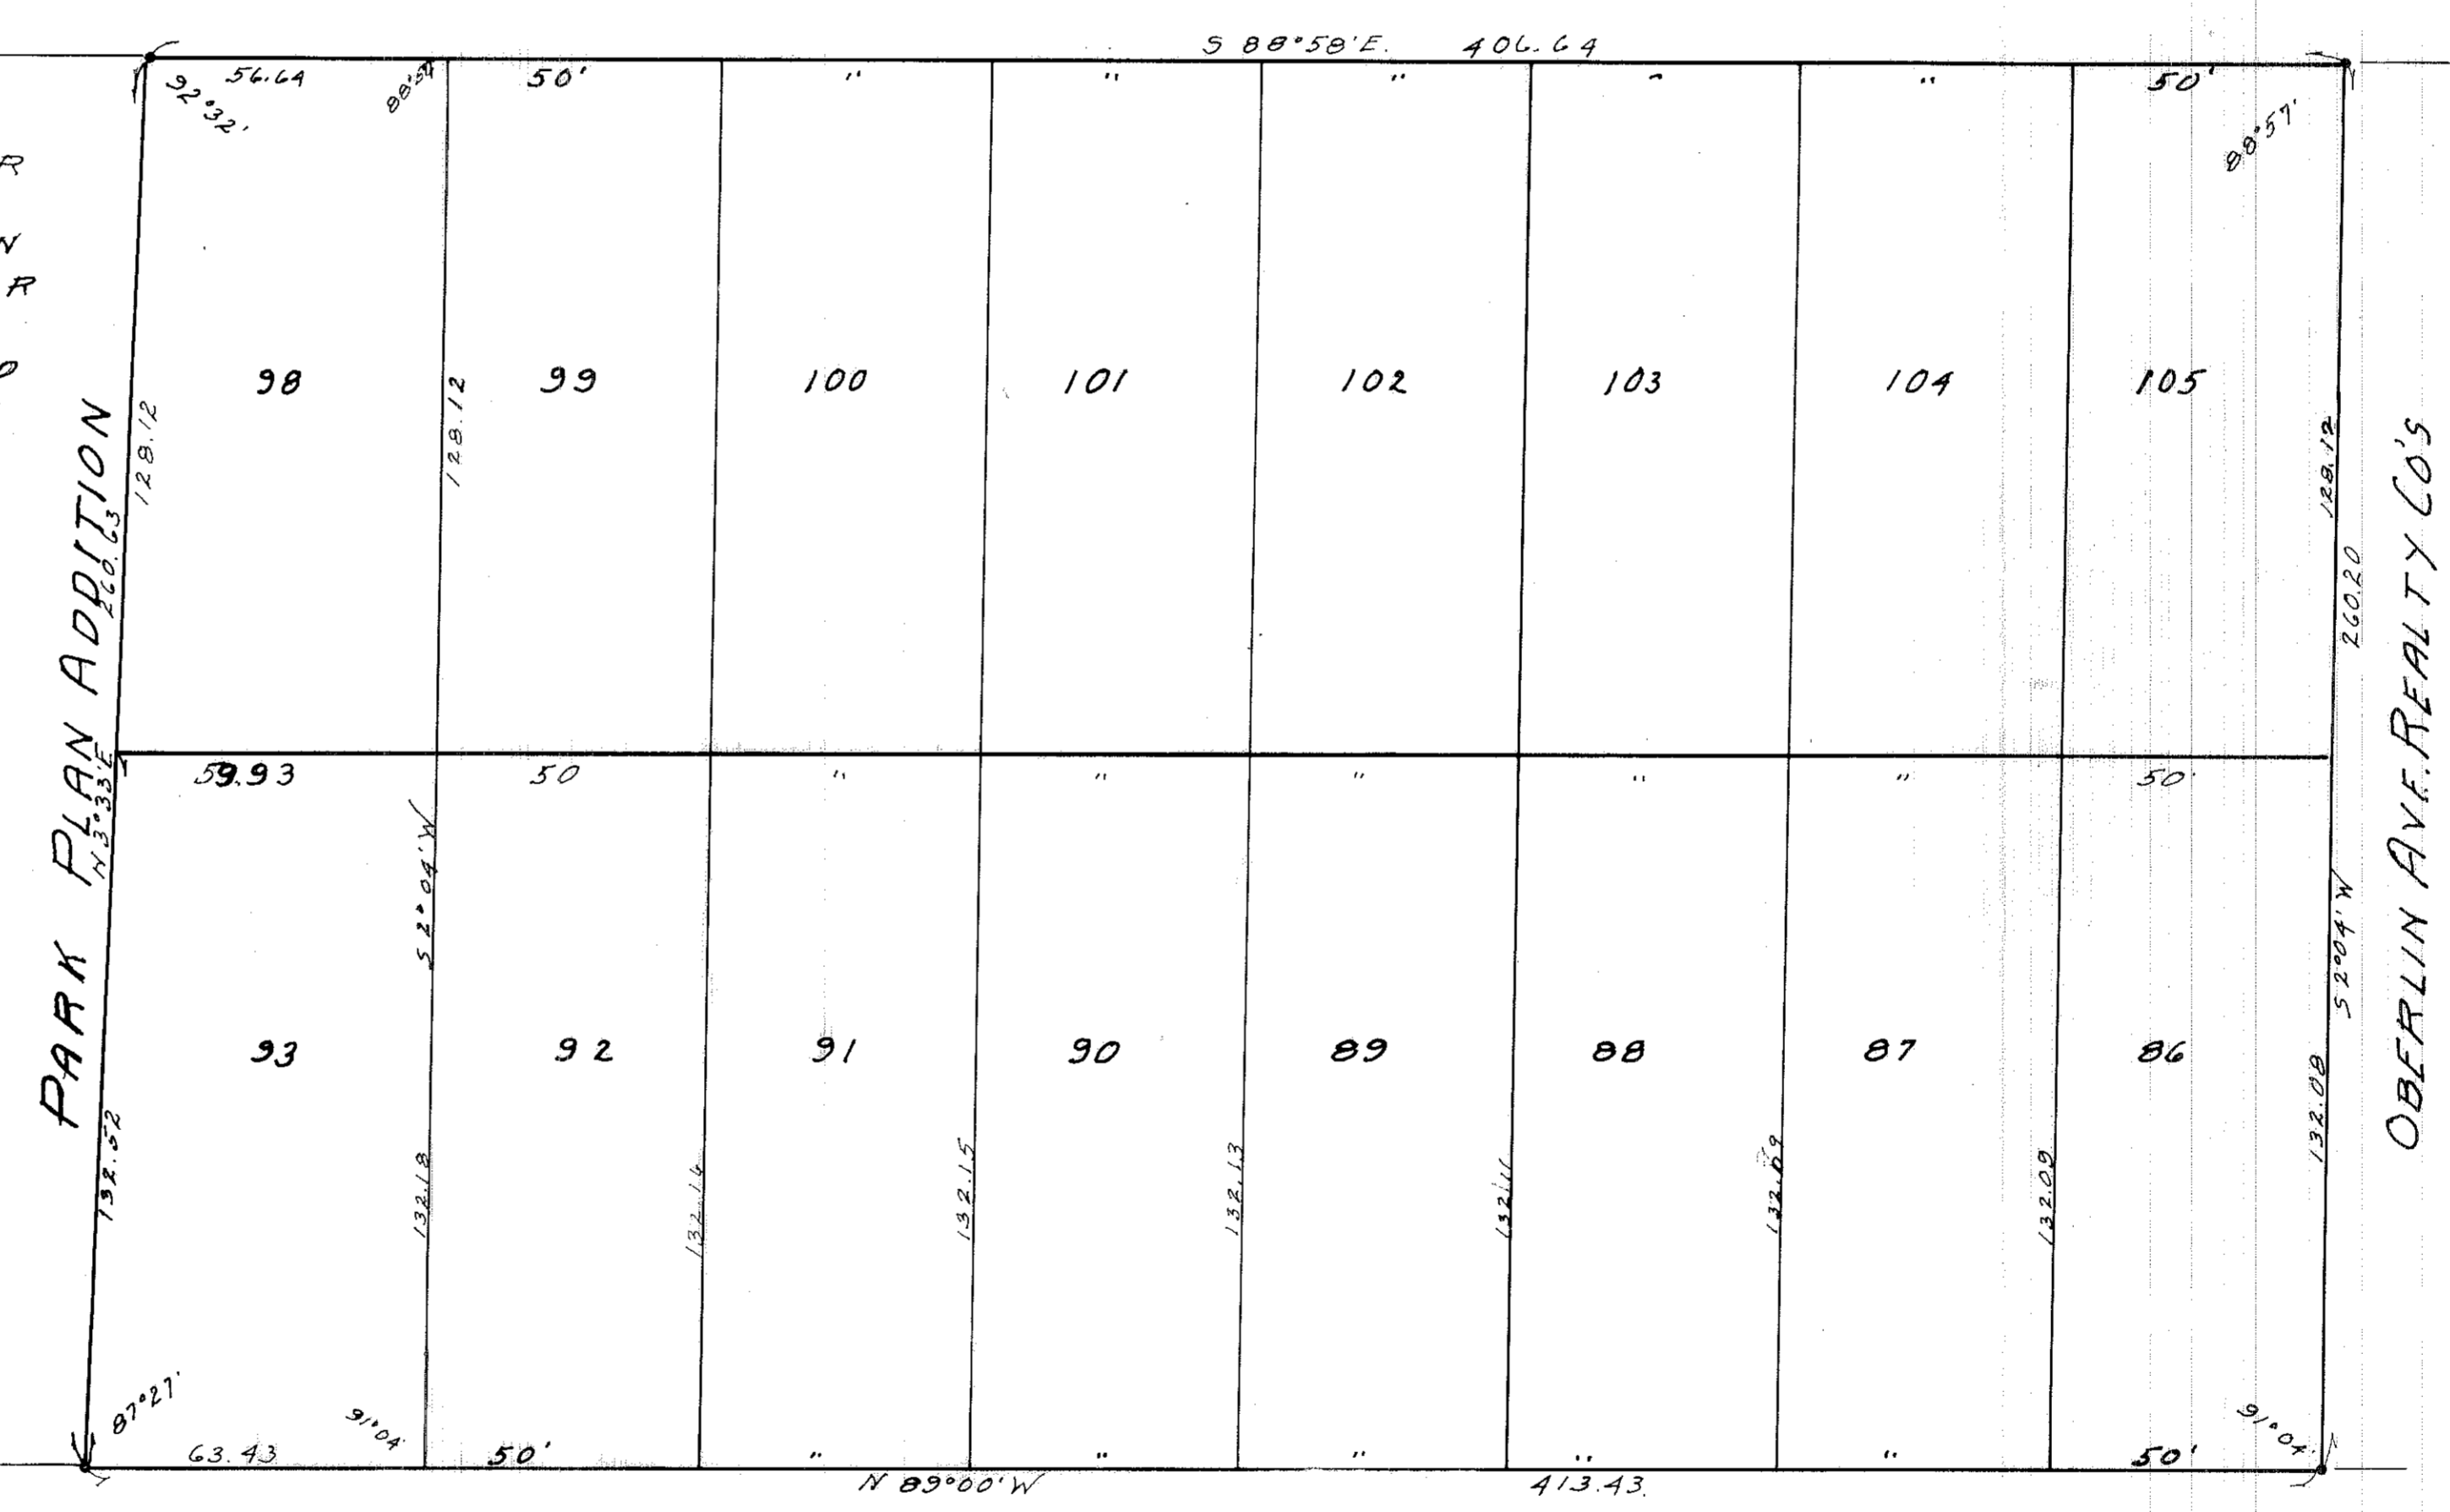 S 88°58'E. 406.64
56.64 50' " " " " " 50'
92°32' 88°57'
R
N
R
98 99 100 101 102 103 104 105
128.12 128.12 128.12
PARK PLAN ADDITION
260.63
N 3°33'E
OBERLIN AVE. REALTY CO'S
260.20
S 2°04'W
59.93 50 " " " " " 50'
S 2°04'W
93 92 91 90 89 88 87 86
132.52 132.18 132.16 132.15 132.13 132.11 132.09 132.09 132.08
87°27' 91°04' 91°04'
63.43 50' " " " " " 50'
N 89°00'W 413.43.